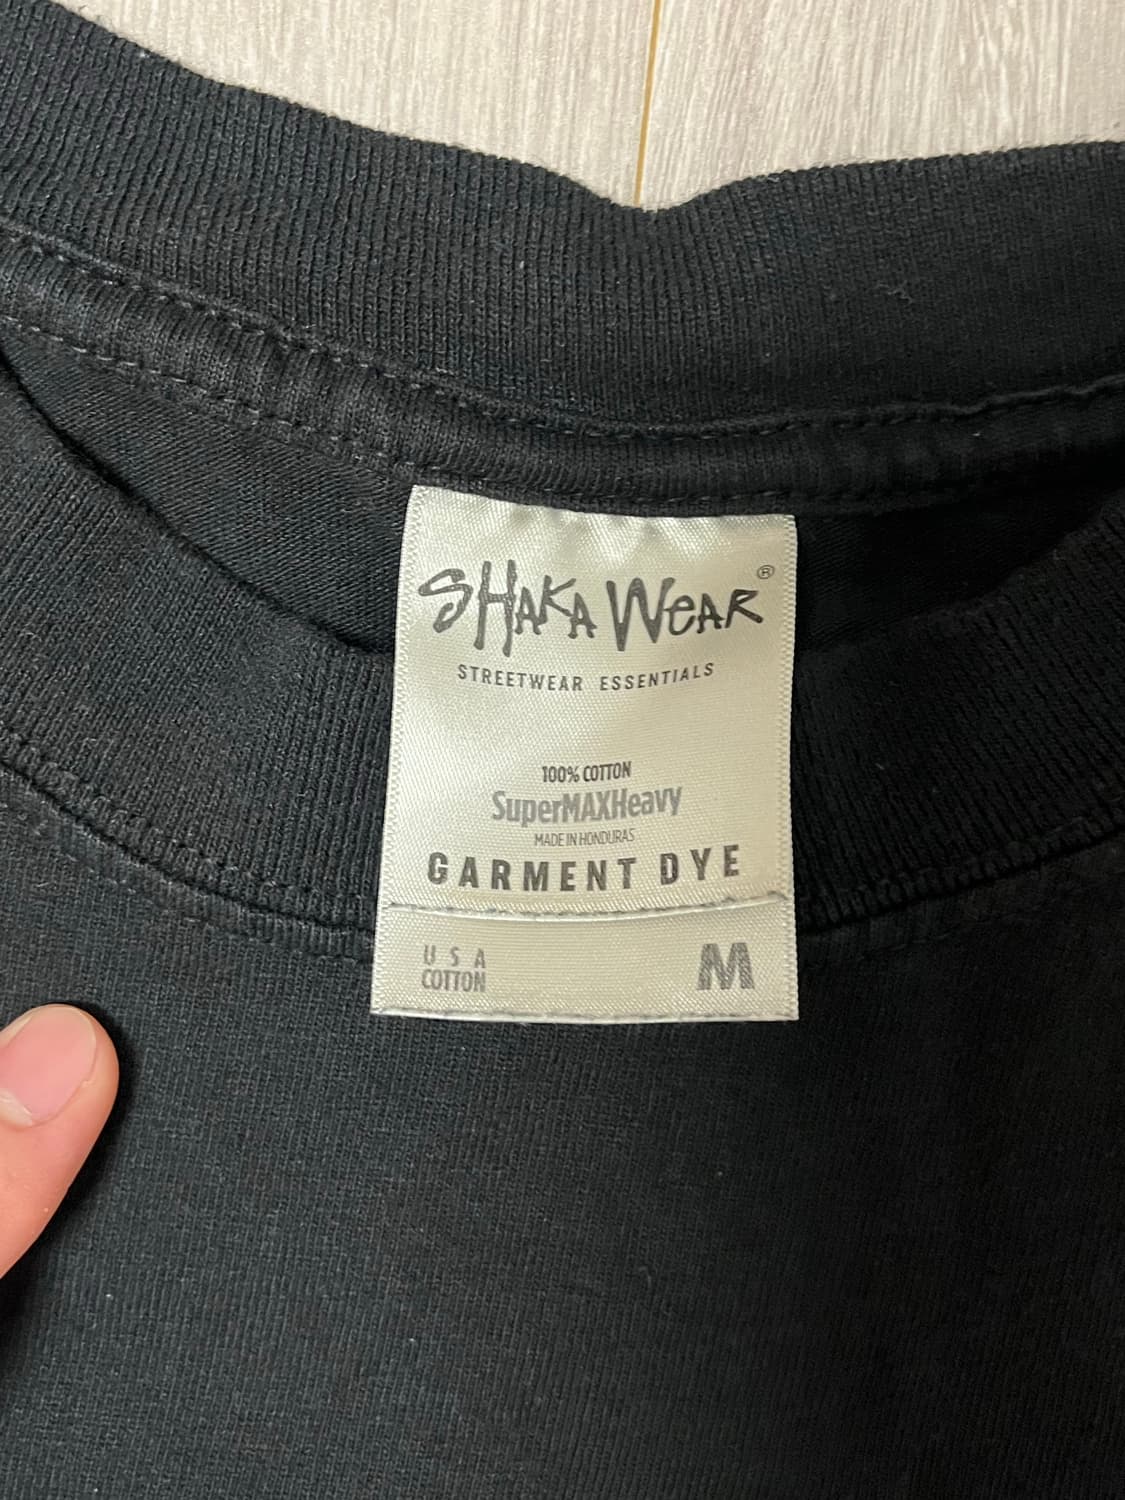 SHAKA WEAR®
STREETWEAR ESSENTIALS
100% COTTON
SuperMAXHeavy
MADE IN HONDURAS
GARMENT DYE
USA
COTTON
M